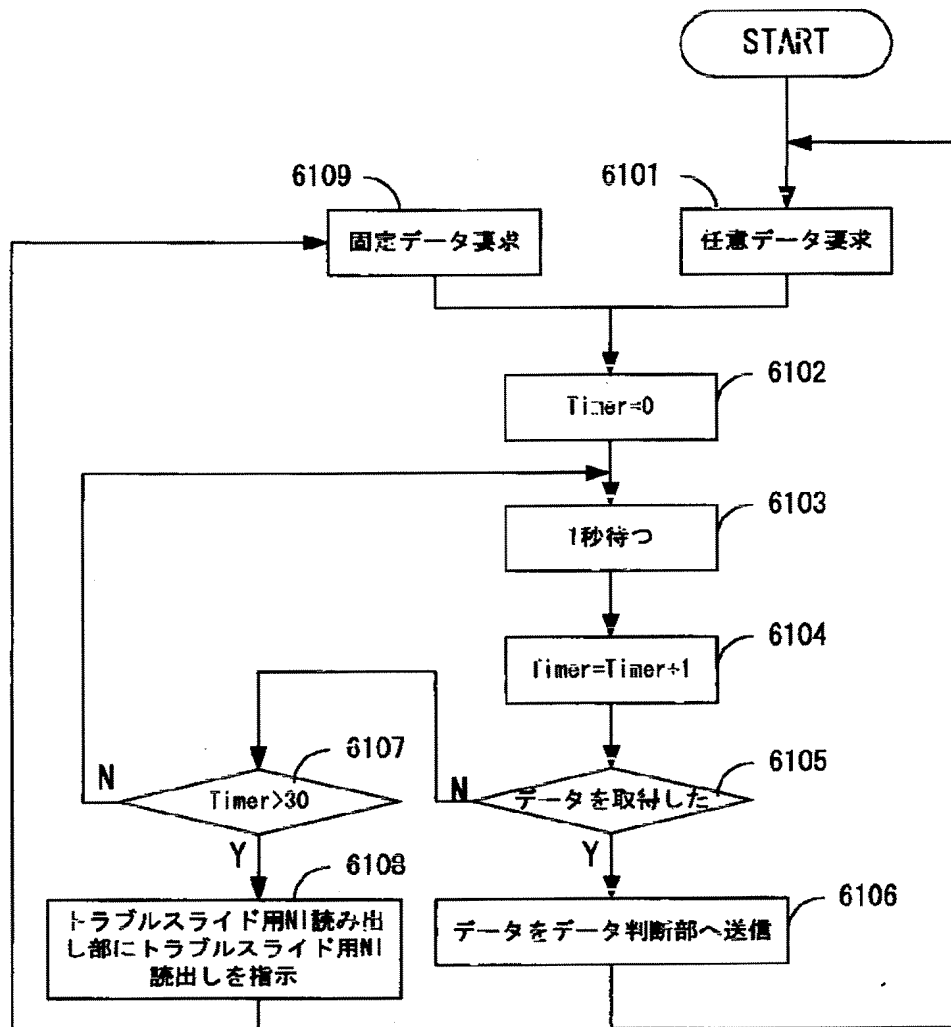 START
6109
6101
固定データ要求
任意データ要求
6102
Timer=0
6103
1秒待つ
6104
Timer=Timer+1
6107
6105
N
Timer>30
N
データを取得した
Y
6108
Y
6106
トラブルスライド用NI読み出
し部にトラブルスライド用NI
読出しを指示
データをデータ判断部へ送信